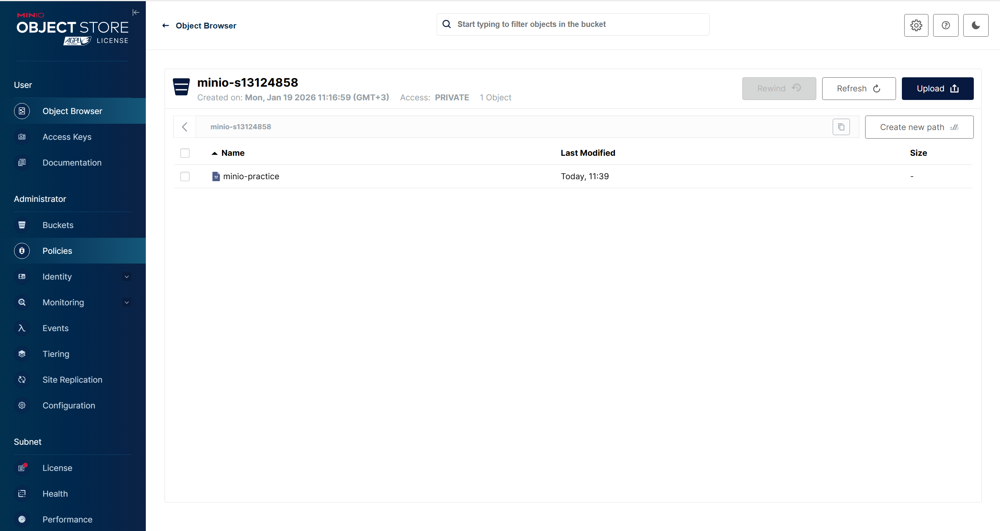 MINIO
OBJECT STORE
AGPL v3 LICENSE
Free Software
User
Object Browser
Access Keys
Documentation
Administrator
Buckets
Policies
Identity
Monitoring
Events
Tiering
Site Replication
Configuration
Subnet
License
Health
Performance
Object Browser
Start typing to filter objects in the bucket
minio-s13124858
Created on: Mon, Jan 19 2026 11:16:59 (GMT+3) Access: PRIVATE 1 Object
Rewind Refresh Upload
minio-s13124858
Create new path
Name Last Modified Size
minio-practice Today, 11:39 -